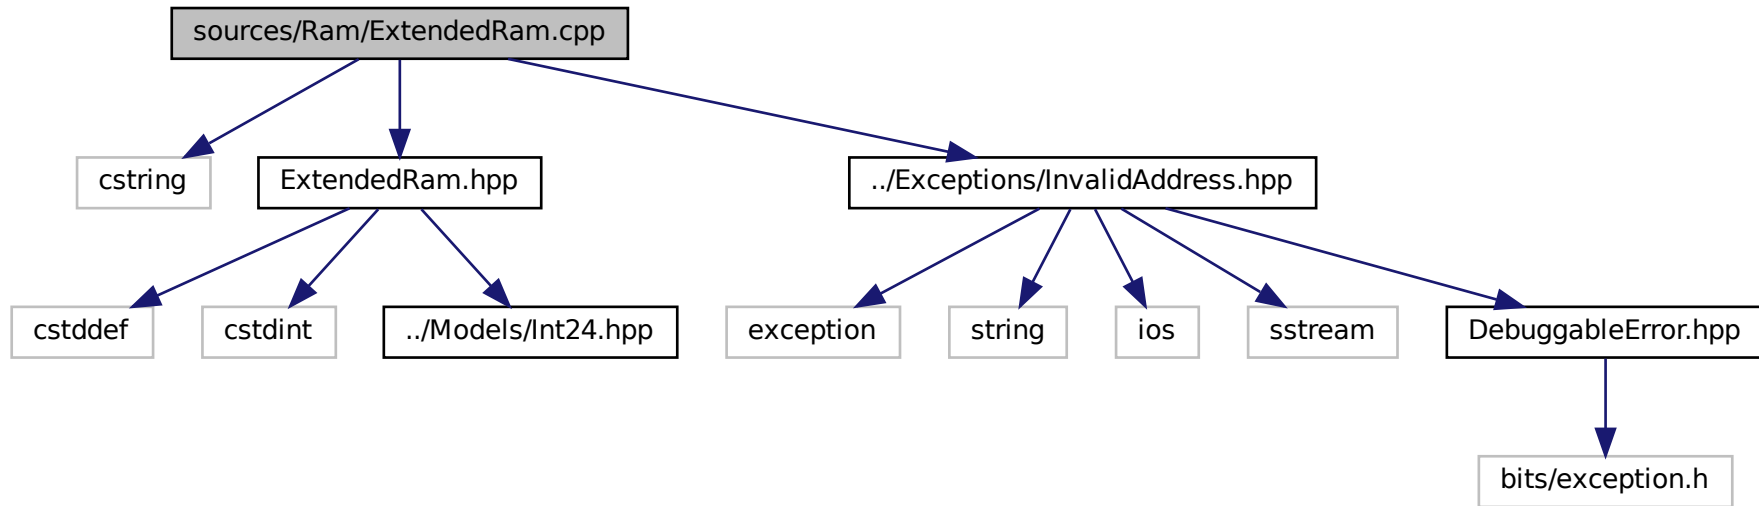 sources/Ram/ExtendedRam.cpp
cstring
ExtendedRam.hpp
../Exceptions/InvalidAddress.hpp
cstddef
cstdint
../Models/Int24.hpp
exception
string
ios
sstream
DebuggableError.hpp
bits/exception.h